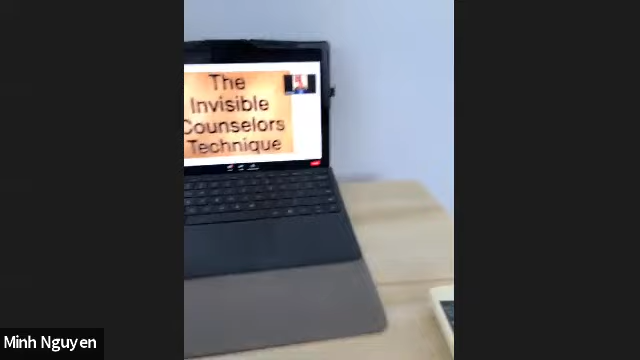 The
Invisible
Counselors
Technique
Minh Nguyen